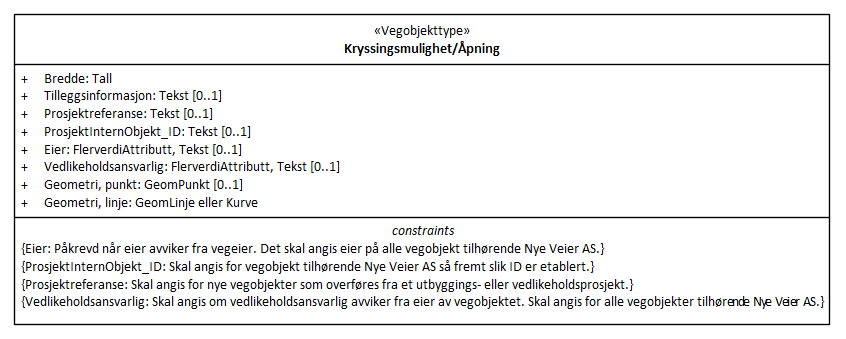 «Vegobjekttype»
Kryssingsmulighet/Åpning
+ Bredde: Tall
+ Tilleggsinformasjon: Tekst [0..1]
+ Prosjektreferanse: Tekst [0..1]
+ ProsjektInternObjekt_ID: Tekst [0..1]
+ Eier: FlerverdiAttributt, Tekst [0..1]
+ Vedlikeholdsansvarlig: FlerverdiAttributt, Tekst [0..1]
+ Geometri, punkt: GeomPunkt [0..1]
+ Geometri, linje: GeomLinje eller Kurve
constraints
{Eier: Påkrevd når eier avviker fra vegeier. Det skal angis eier på alle vegobjekt tilhørende Nye Veier AS.}
{ProsjektInternObjekt_ID: Skal angis for vegobjekt tilhørende Nye Veier AS så fremt slik ID er etablert.}
{Prosjektreferanse: Skal angis for nye vegobjekter som overføres fra et utbyggings- eller vedlikeholdsprosjekt.}
{Vedlikeholdsansvarlig: Skal angis om vedlikeholdsansvarlig avviker fra eier av vegobjektet. Skal angis for alle vegobjekter tilhørende Nye Veier AS.}